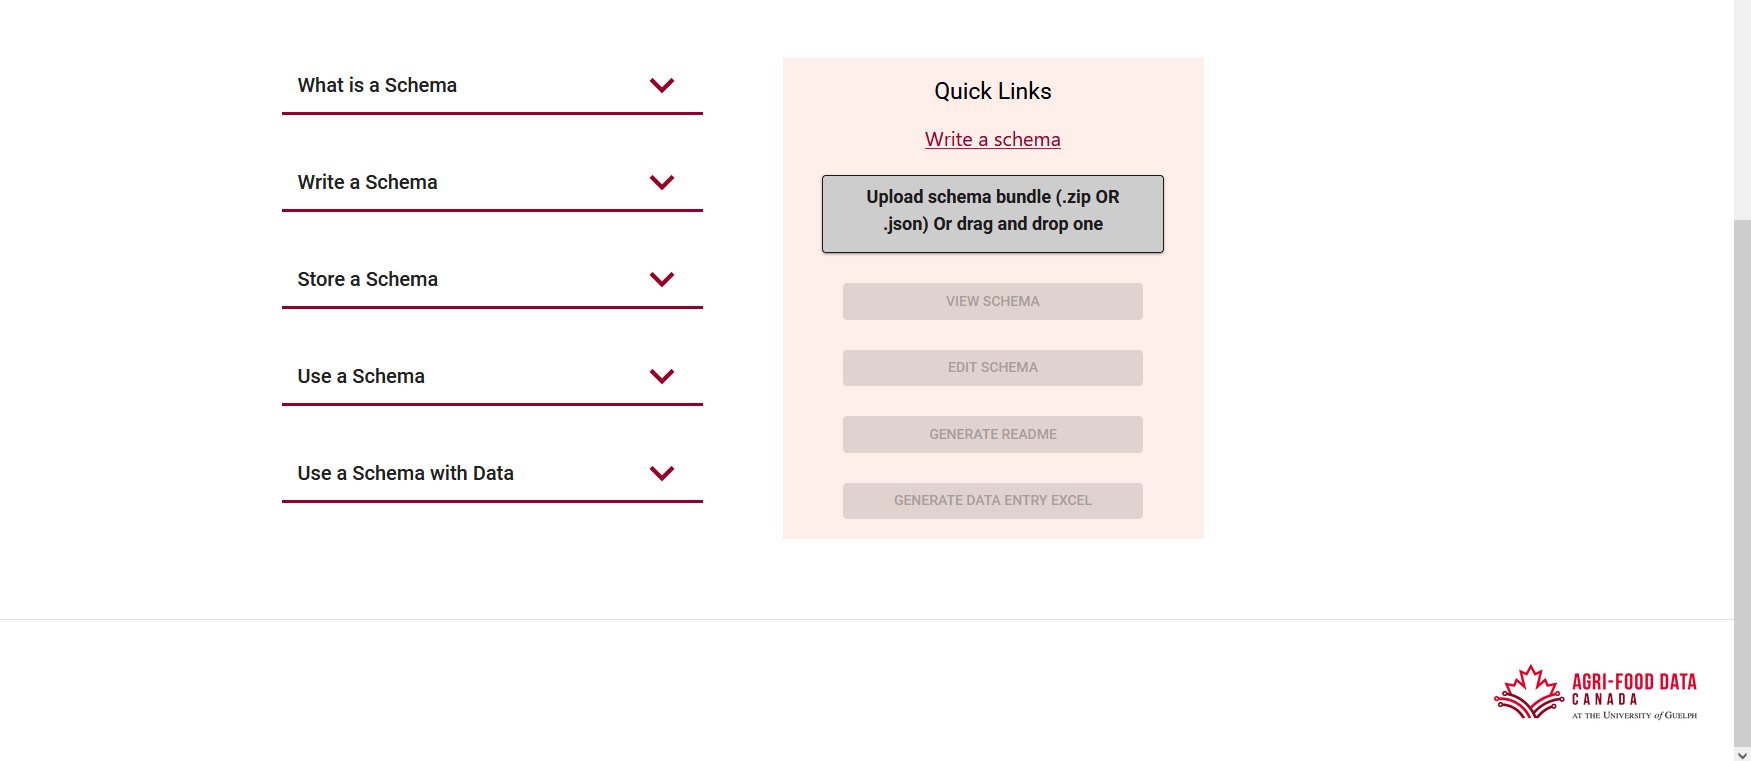 What is a Schema
Write a Schema
Store a Schema
Use a Schema
Use a Schema with Data
Quick Links
Write a schema
Upload schema bundle (.zip OR
.json) Or drag and drop one
VIEW SCHEMA
EDIT SCHEMA
GENERATE README
GENERATE DATA ENTRY EXCEL
AGRI-FOOD DATA
CANADA
AT THE UNIVERSITY of GUELPH